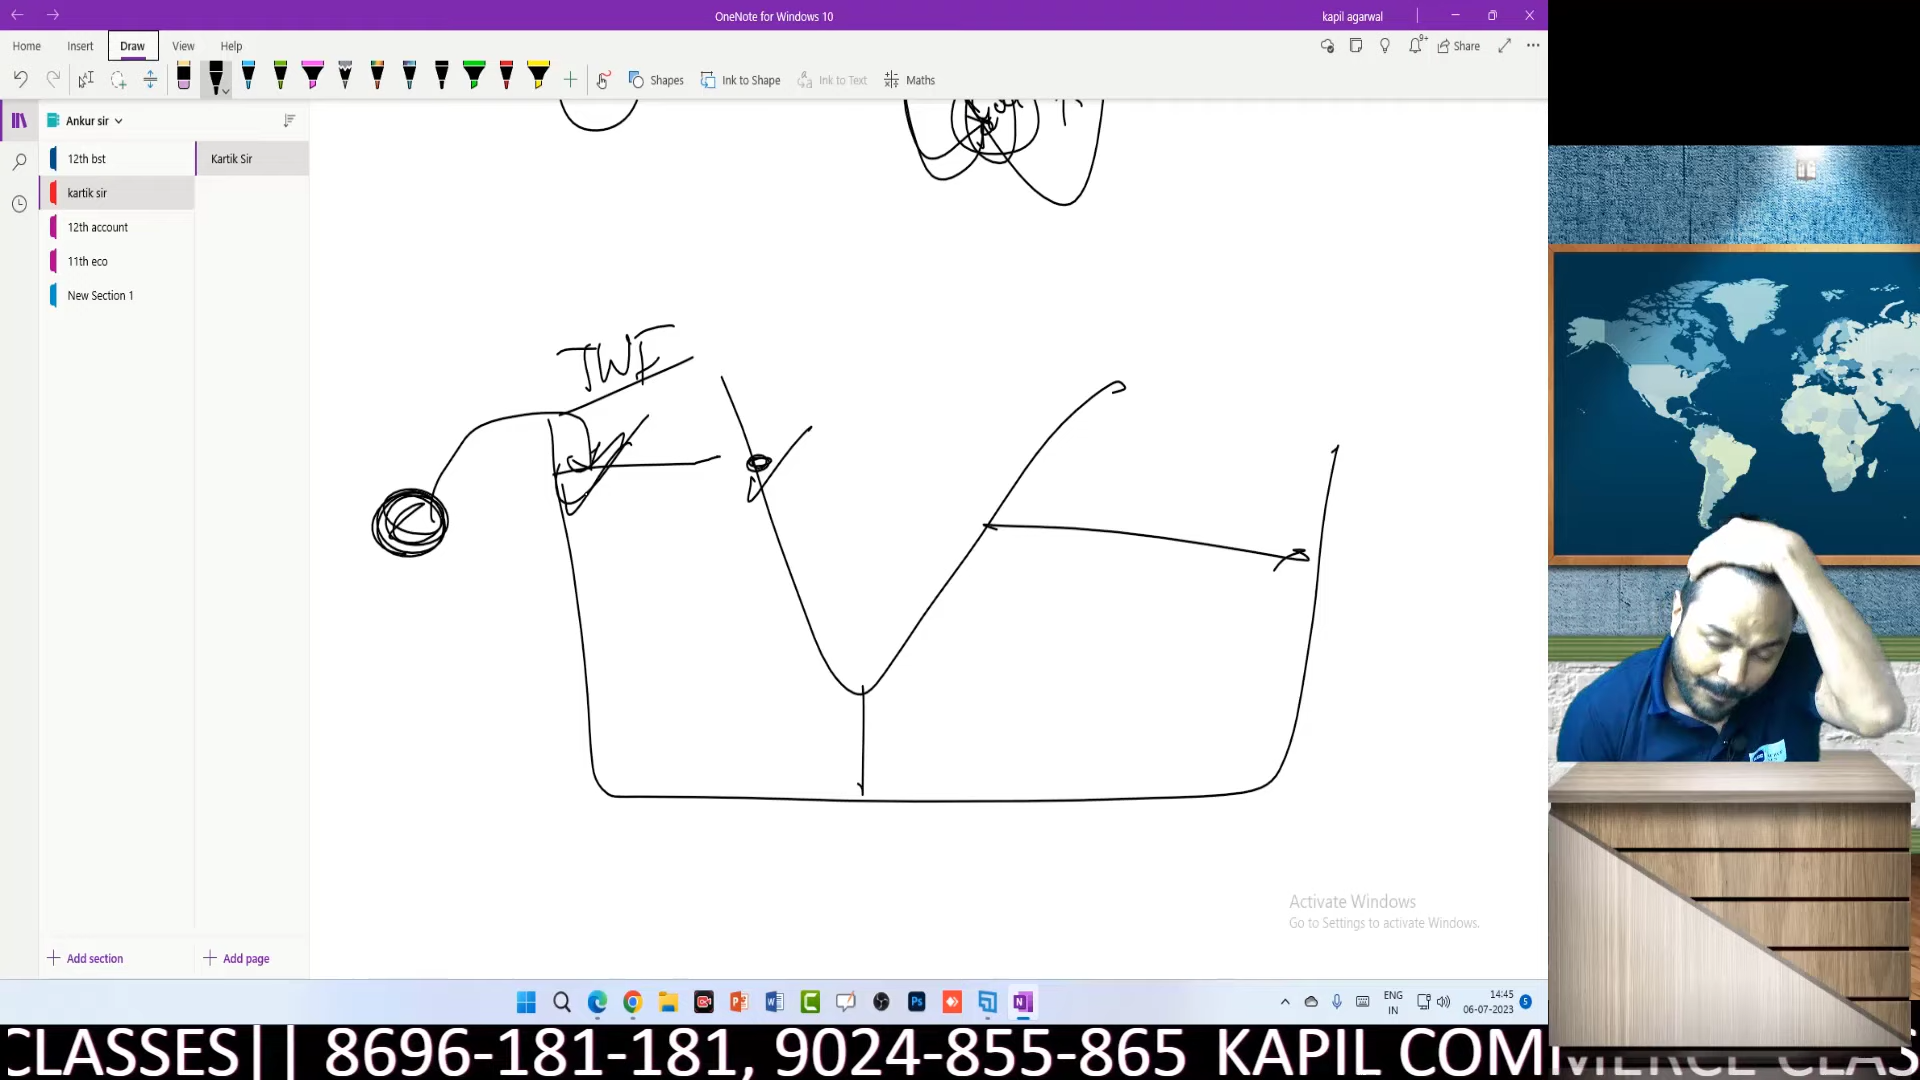 OneNote for Windows 10
kapil agarwal
Home Insert Draw View Help
9+
Share
Shapes Ink to Shape Ink to Text Maths
Ankur sir
12th bst
kartik sir
12th account
11th eco
New Section 1
Kartik Sir
Activate Windows
Go to Settings to activate Windows.
Add section
Add page
ENG
IN
14:45
06-07-2023
5
CLASSES|| 8696-181-181, 9024-855-865 KAPIL COMMERCE CLAS